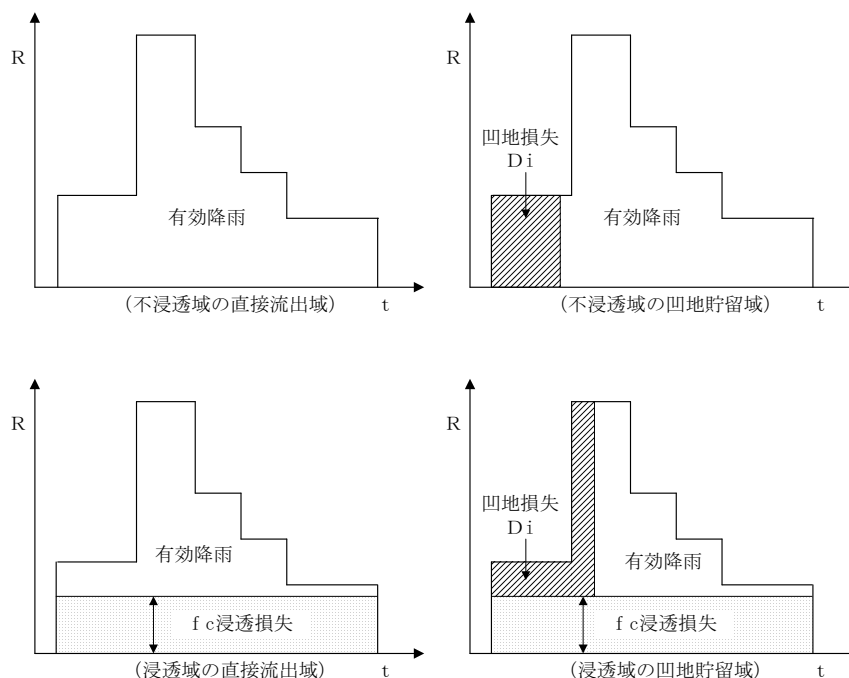 R
有効降雨
(不浸透域の直接流出域) t
R
凹地損失
Ｄｉ
有効降雨
(不浸透域の凹地貯留域) t
R
有効降雨
ｆｃ浸透損失
(浸透域の直接流出域) t
R
凹地損失
Ｄｉ
有効降雨
ｆｃ浸透損失
(浸透域の凹地貯留域) t